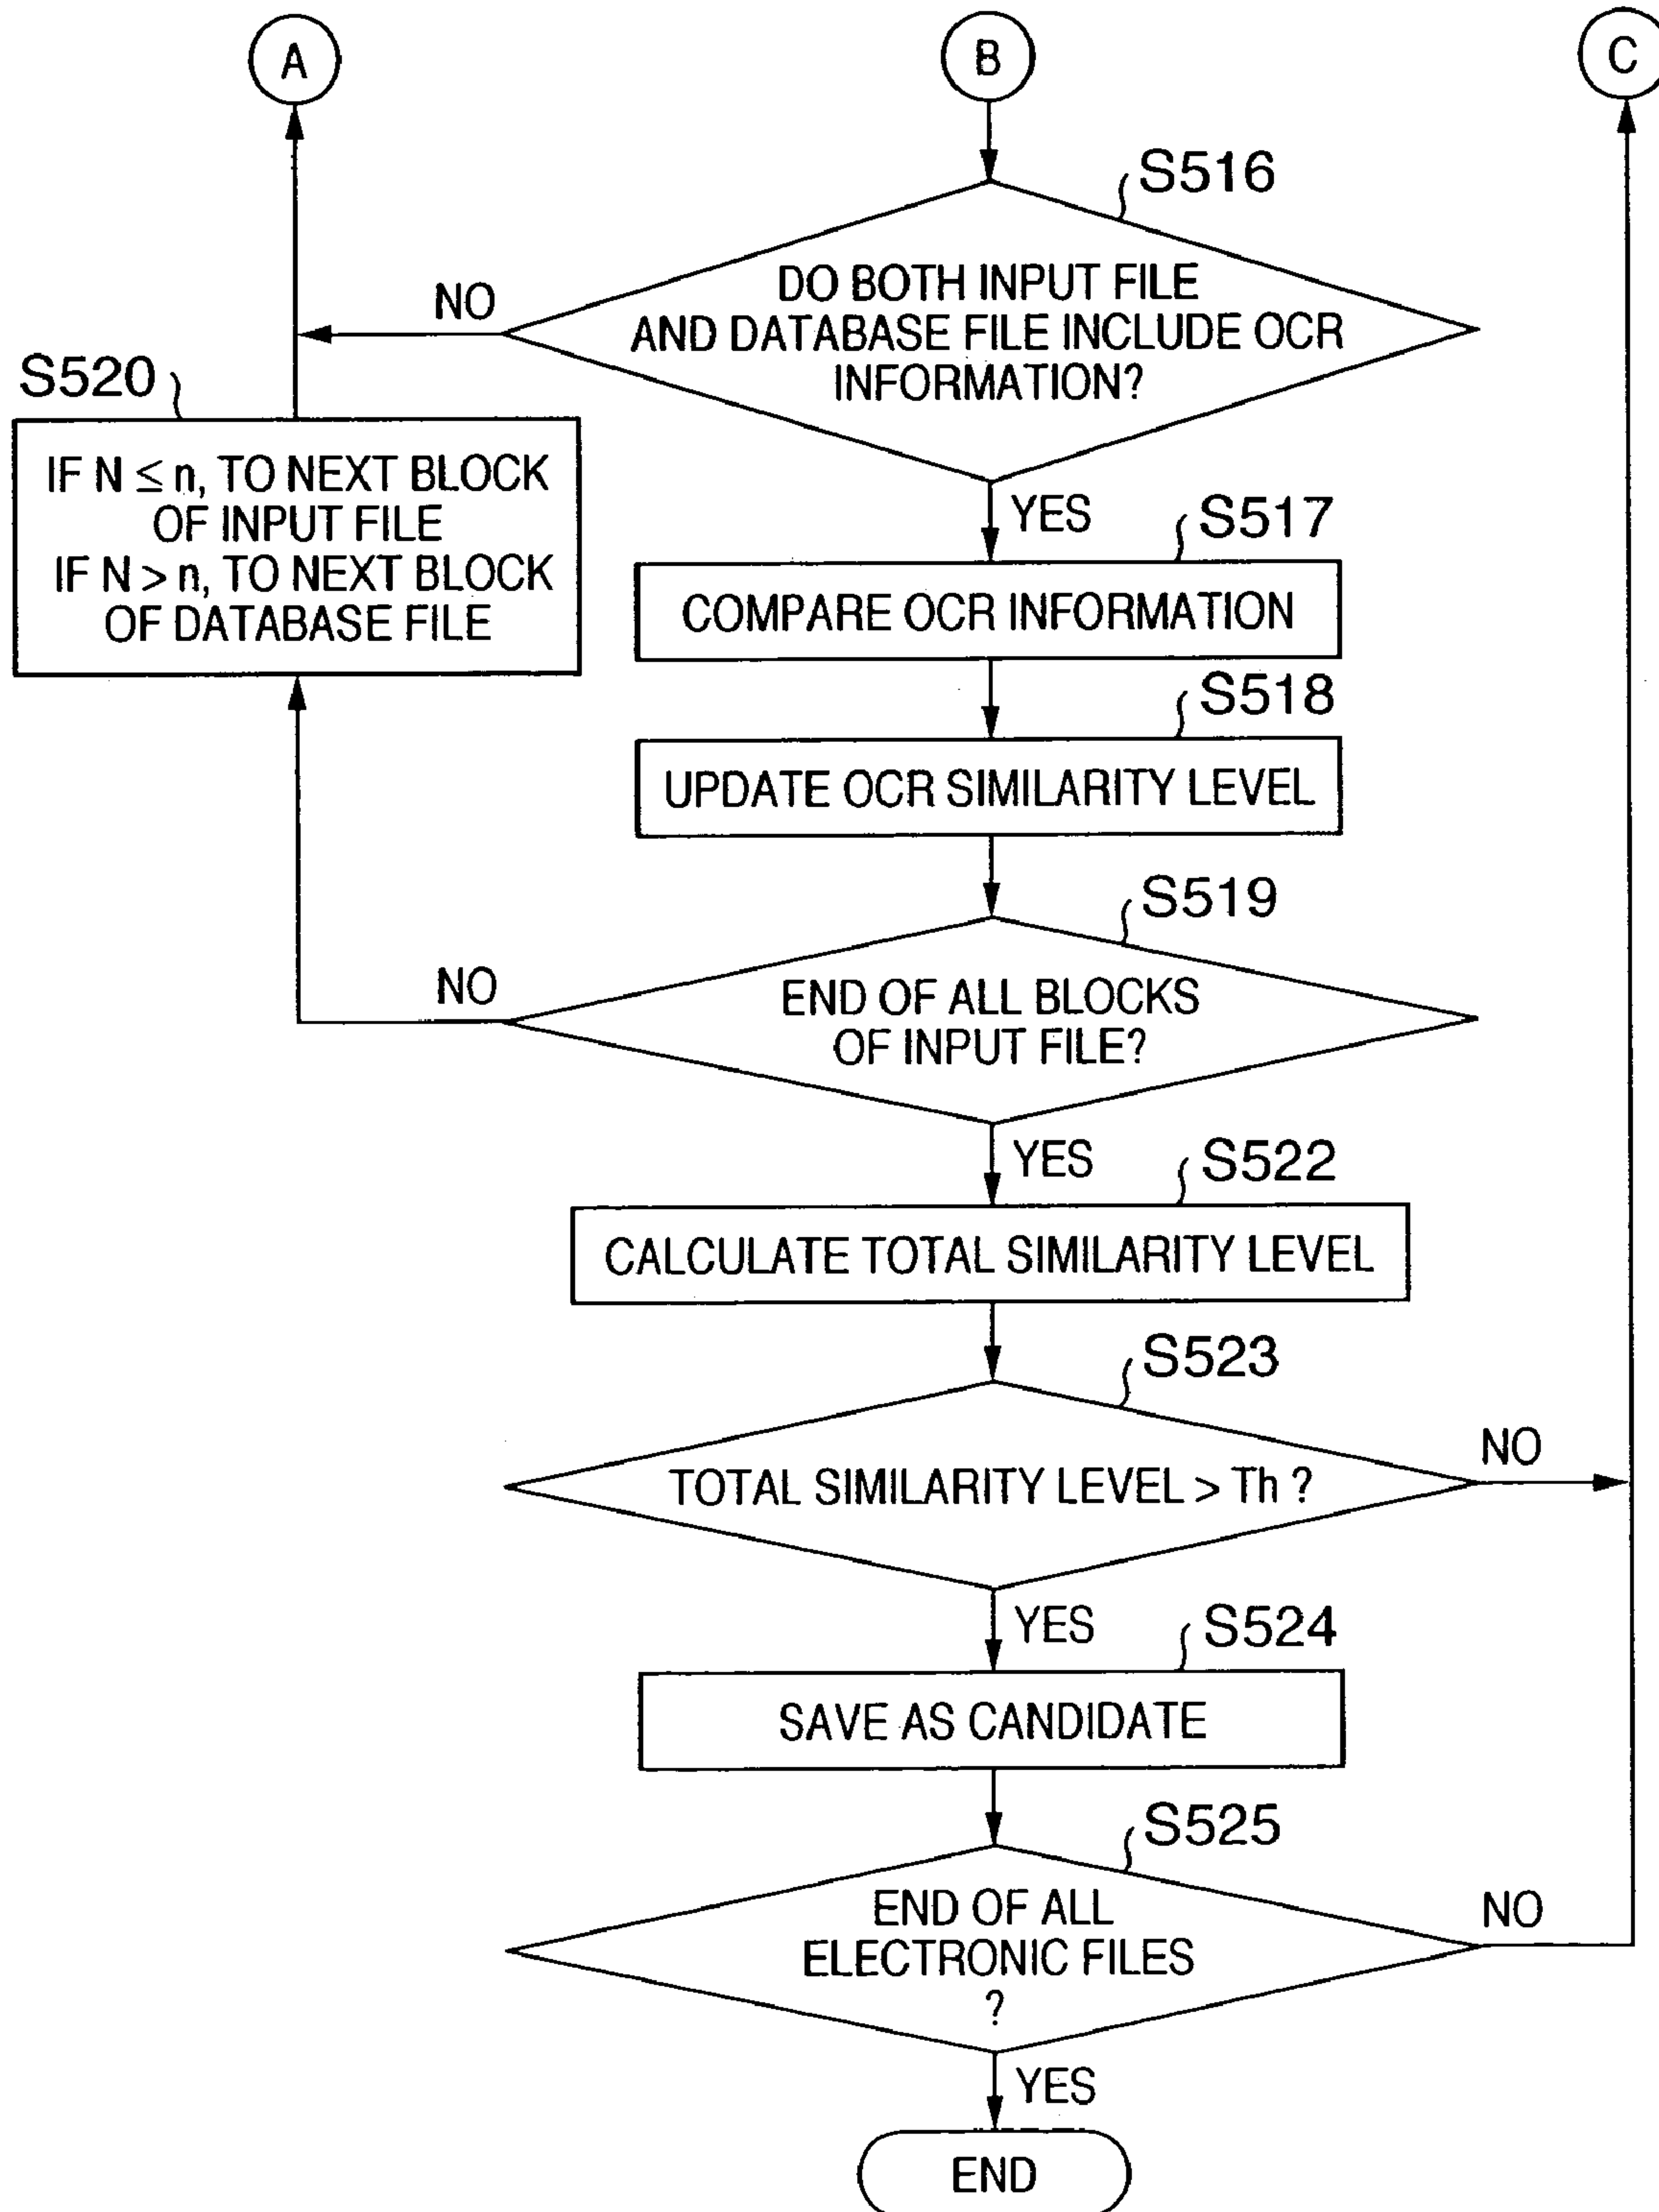 A
B
C
S516
DO BOTH INPUT FILE
AND DATABASE FILE INCLUDE OCR
INFORMATION?
NO
S520
IF N ≤ n, TO NEXT BLOCK
OF INPUT FILE
IF N > n, TO NEXT BLOCK
OF DATABASE FILE
YES
S517
COMPARE OCR INFORMATION
S518
UPDATE OCR SIMILARITY LEVEL
S519
NO
END OF ALL BLOCKS
OF INPUT FILE?
YES
S522
CALCULATE TOTAL SIMILARITY LEVEL
S523
TOTAL SIMILARITY LEVEL > Th ?
NO
YES
S524
SAVE AS CANDIDATE
S525
END OF ALL
ELECTRONIC FILES
?
NO
YES
END